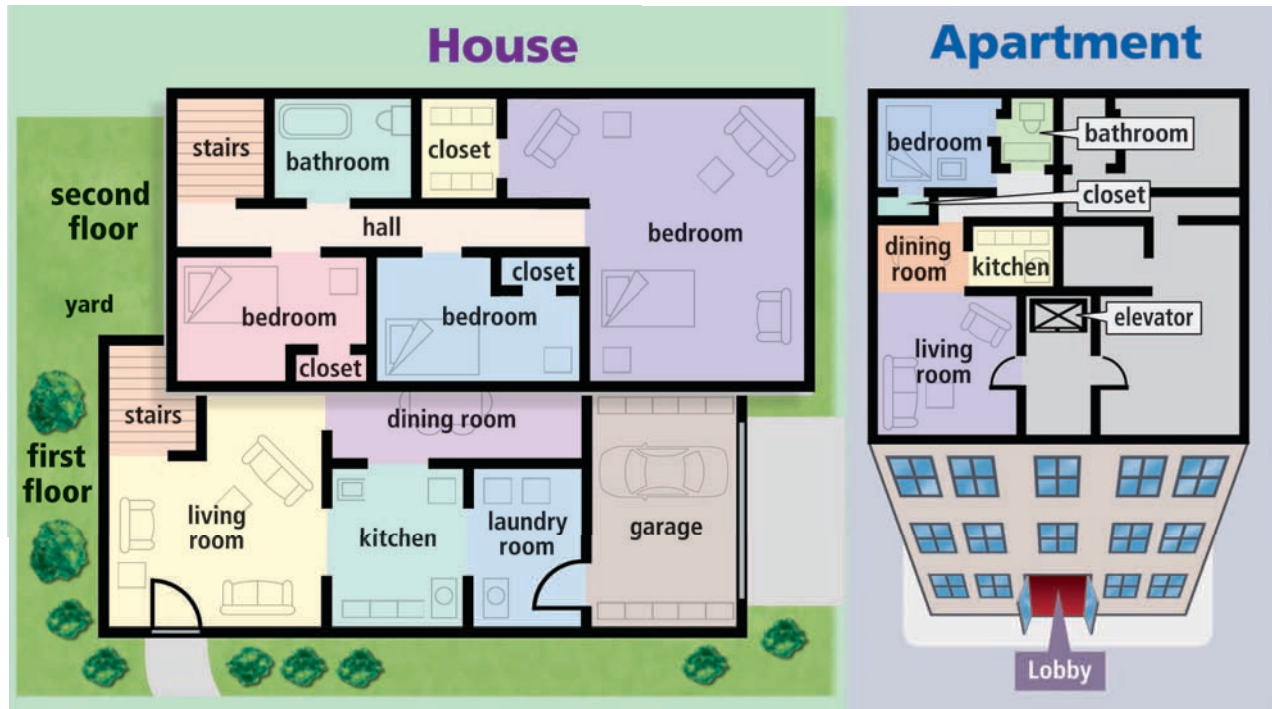 House
stairs
bathroom
closet
second
floor
hall
bedroom
closet
yard
bedroom
bedroom
closet
stairs
dining room
first
floor
living
room
kitchen
laundry
room
garage
Apartment
bedroom
bathroom
closet
dining
room
kitchen
elevator
living
room
Lobby